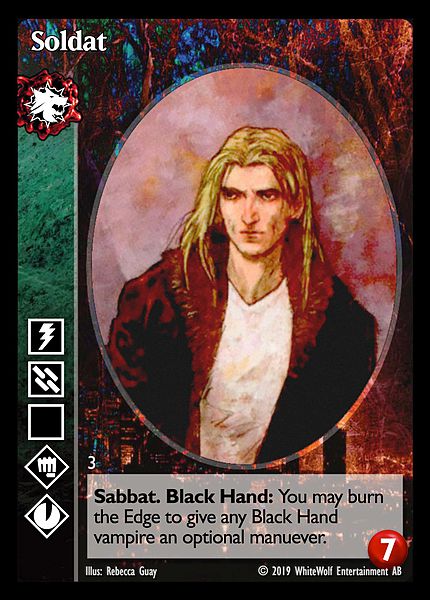 Soldat
3
Sabbat. Black Hand: You may burn
the Edge to give any Black Hand
vampire an optional manuever.
7
Illus: Rebecca Guay © 2019 WhiteWolf Entertainment AB